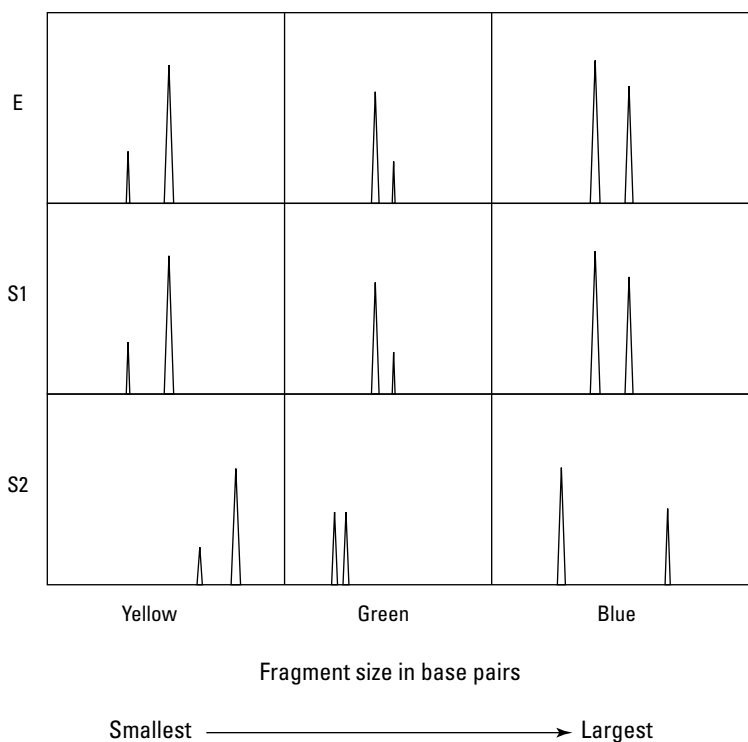 E
S1
S2
Yellow Green Blue
Fragment size in base pairs
Smallest Largest